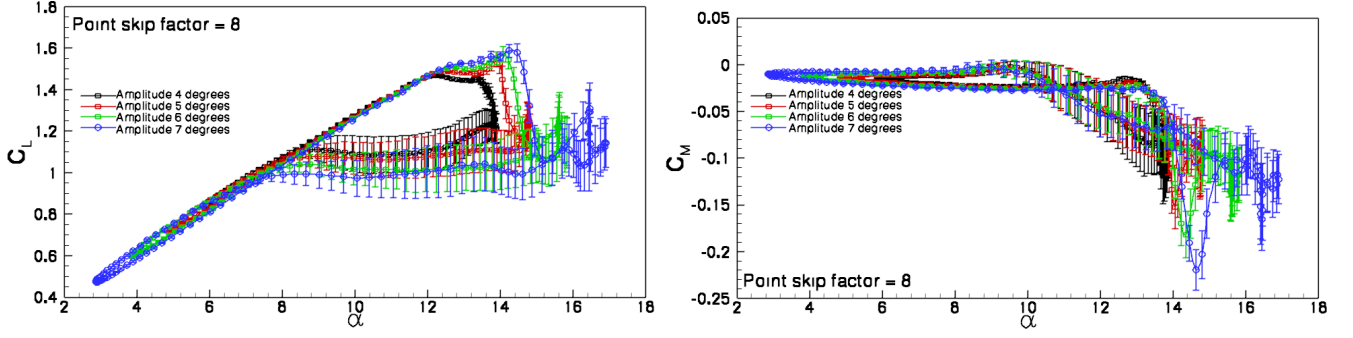 Point skip factor = 8
1.8
1.6
1.4
1.2
1
0.8
0.6
0.4
C_L
Amplitude 4 degrees
Amplitude 5 degrees
Amplitude 6 degrees
Amplitude 7 degrees
2 4 6 8 10 12 14 16 18
α
0.05
0
-0.05
-0.1
-0.15
-0.2
-0.25
C_M
Amplitude 4 degrees
Amplitude 5 degrees
Amplitude 6 degrees
Amplitude 7 degrees
Point skip factor = 8
2 4 6 8 10 12 14 16 18
α